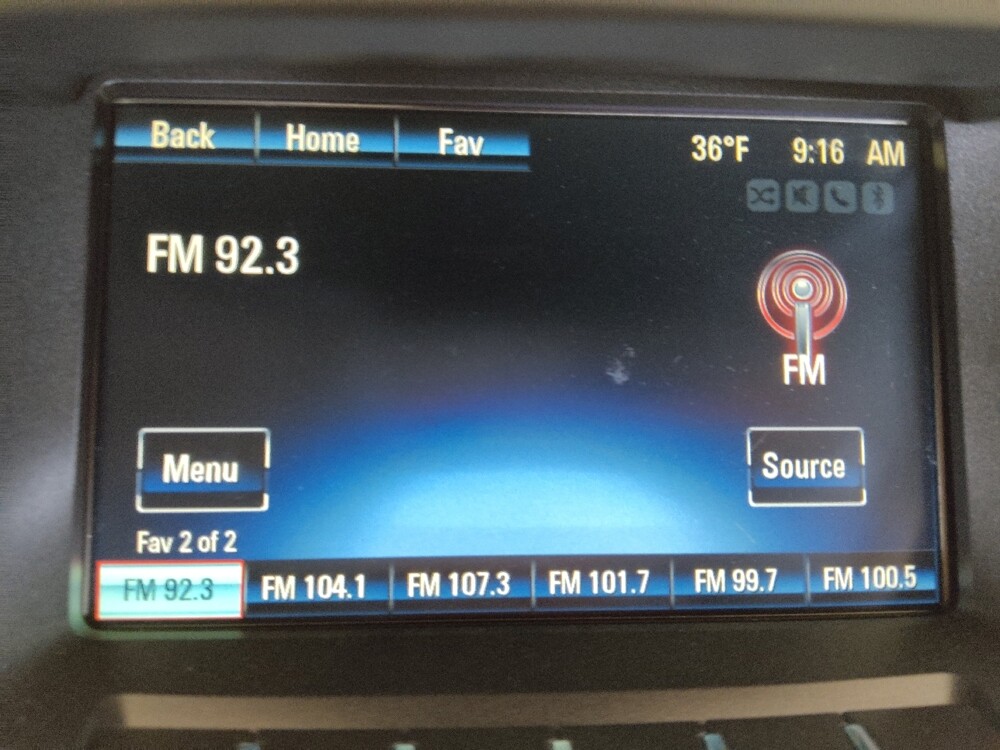 Back Home Fav 36°F 9:16 AM
FM 92.3
FM
Menu Source
Fav 2 of 2
FM 92.3 FM 104.1 FM 107.3 FM 101.7 FM 99.7 FM 100.5